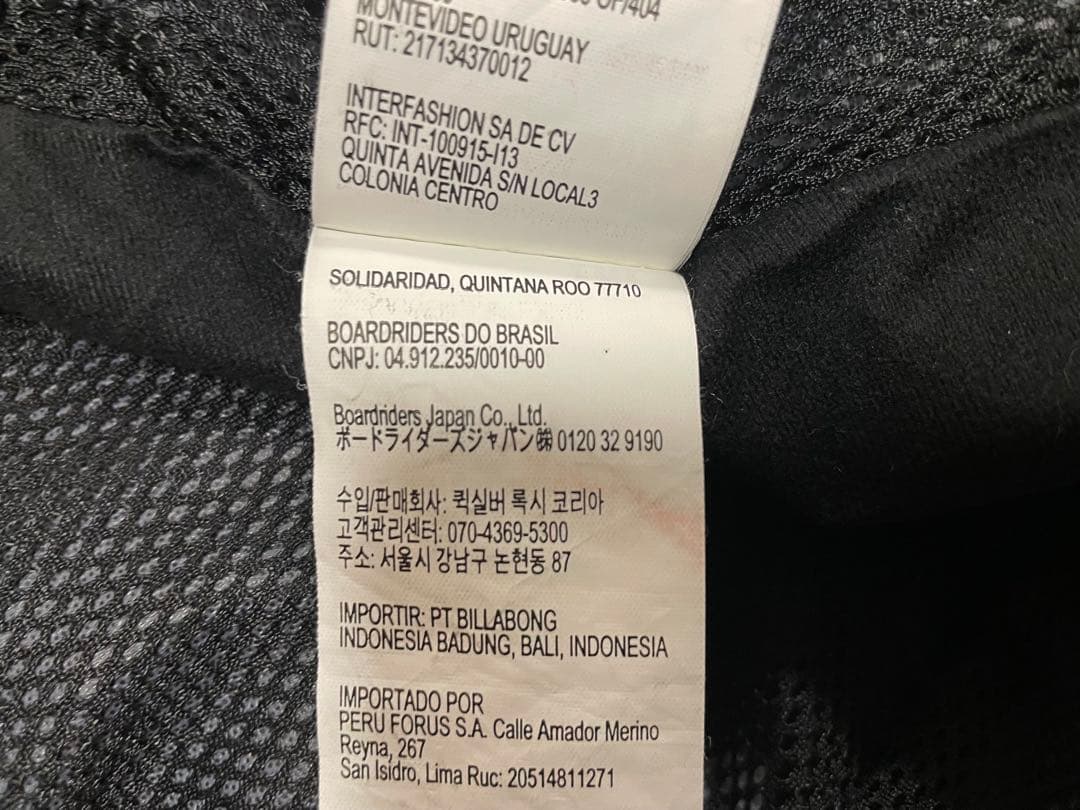 OF/404
MONTEVIDEO URUGUAY
RUT: 217134370012
INTERFASHION SA DE CV
RFC: INT-100915-I13
QUINTA AVENIDA S/N LOCAL3
COLONIA CENTRO
SOLIDARIDAD, QUINTANA ROO 77710
BOARDRIDERS DO BRASIL
CNPJ: 04.912.235/0010-00
Boardriders Japan Co., Ltd.
ボードライダーズジャパン㈱ 0120 32 9190
수입/판매회사: 퀵실버 록시 코리아
고객관리센터: 070-4369-5300
주소: 서울시 강남구 논현동 87
IMPORTIR: PT BILLABONG
INDONESIA BADUNG, BALI, INDONESIA
IMPORTADO POR
PERU FORUS S.A. Calle Amador Merino
Reyna, 267
San Isidro, Lima Ruc: 20514811271